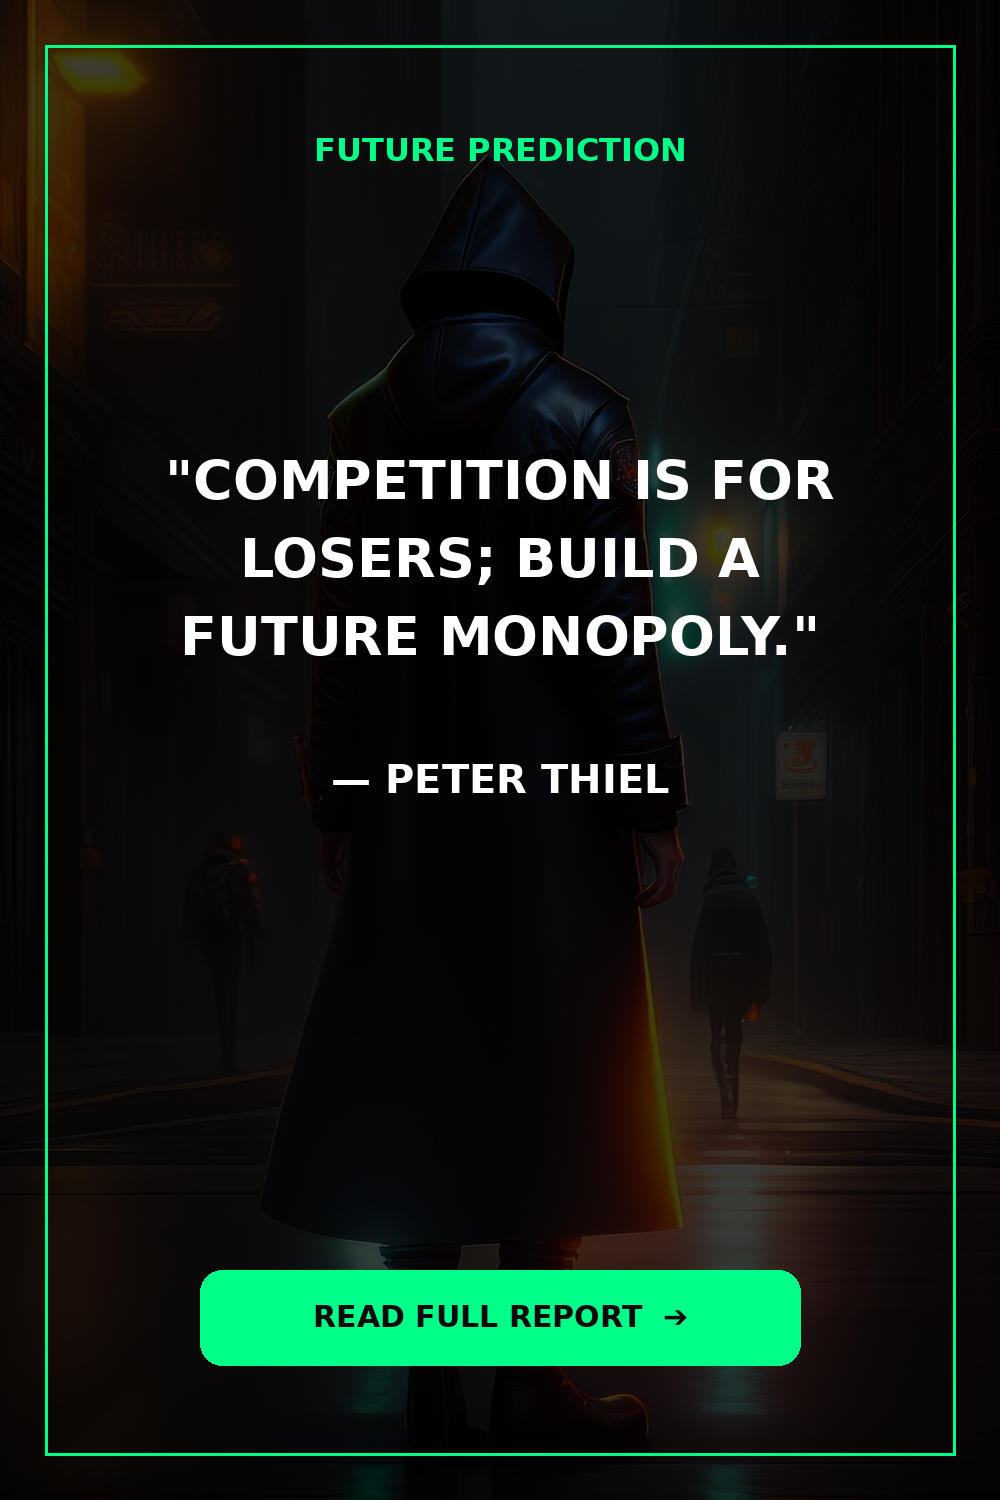 FUTURE PREDICTION
"COMPETITION IS FOR
LOSERS; BUILD A
FUTURE MONOPOLY."
— PETER THIEL
READ FULL REPORT ➔